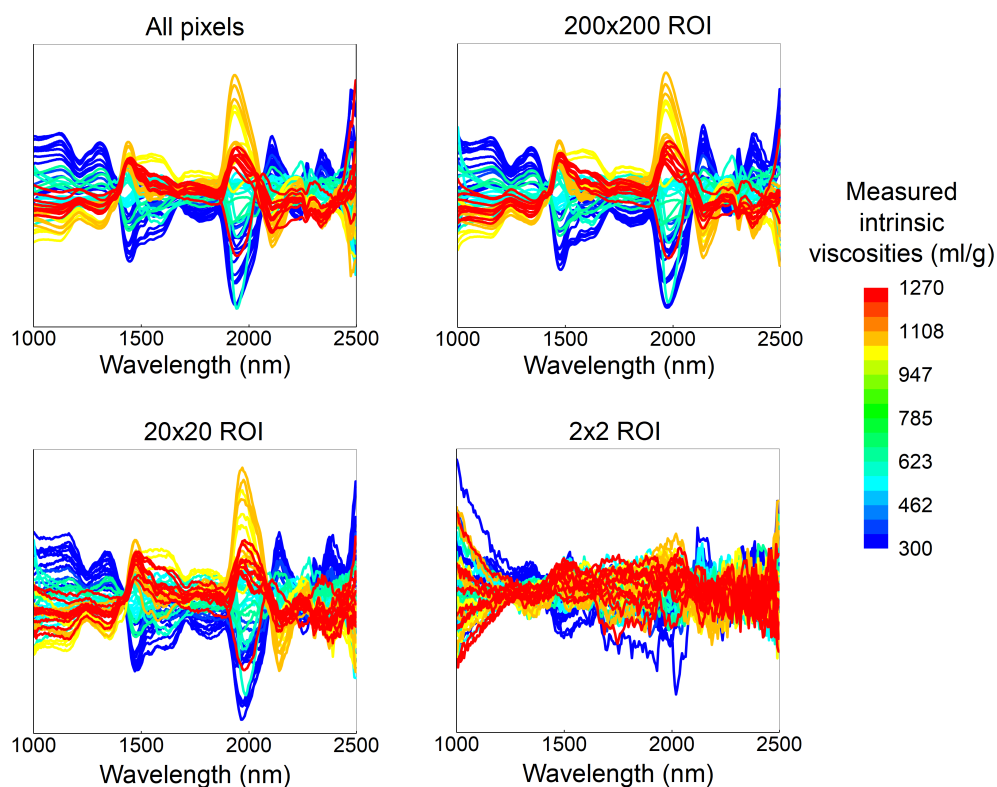 All pixels
200x200 ROI
1000 1500 2000 2500
Wavelength (nm)
1000 1500 2000 2500
Wavelength (nm)
Measured
intrinsic
viscosities (ml/g)
1270
1108
947
785
623
462
300
20x20 ROI
2x2 ROI
1000 1500 2000 2500
Wavelength (nm)
1000 1500 2000 2500
Wavelength (nm)